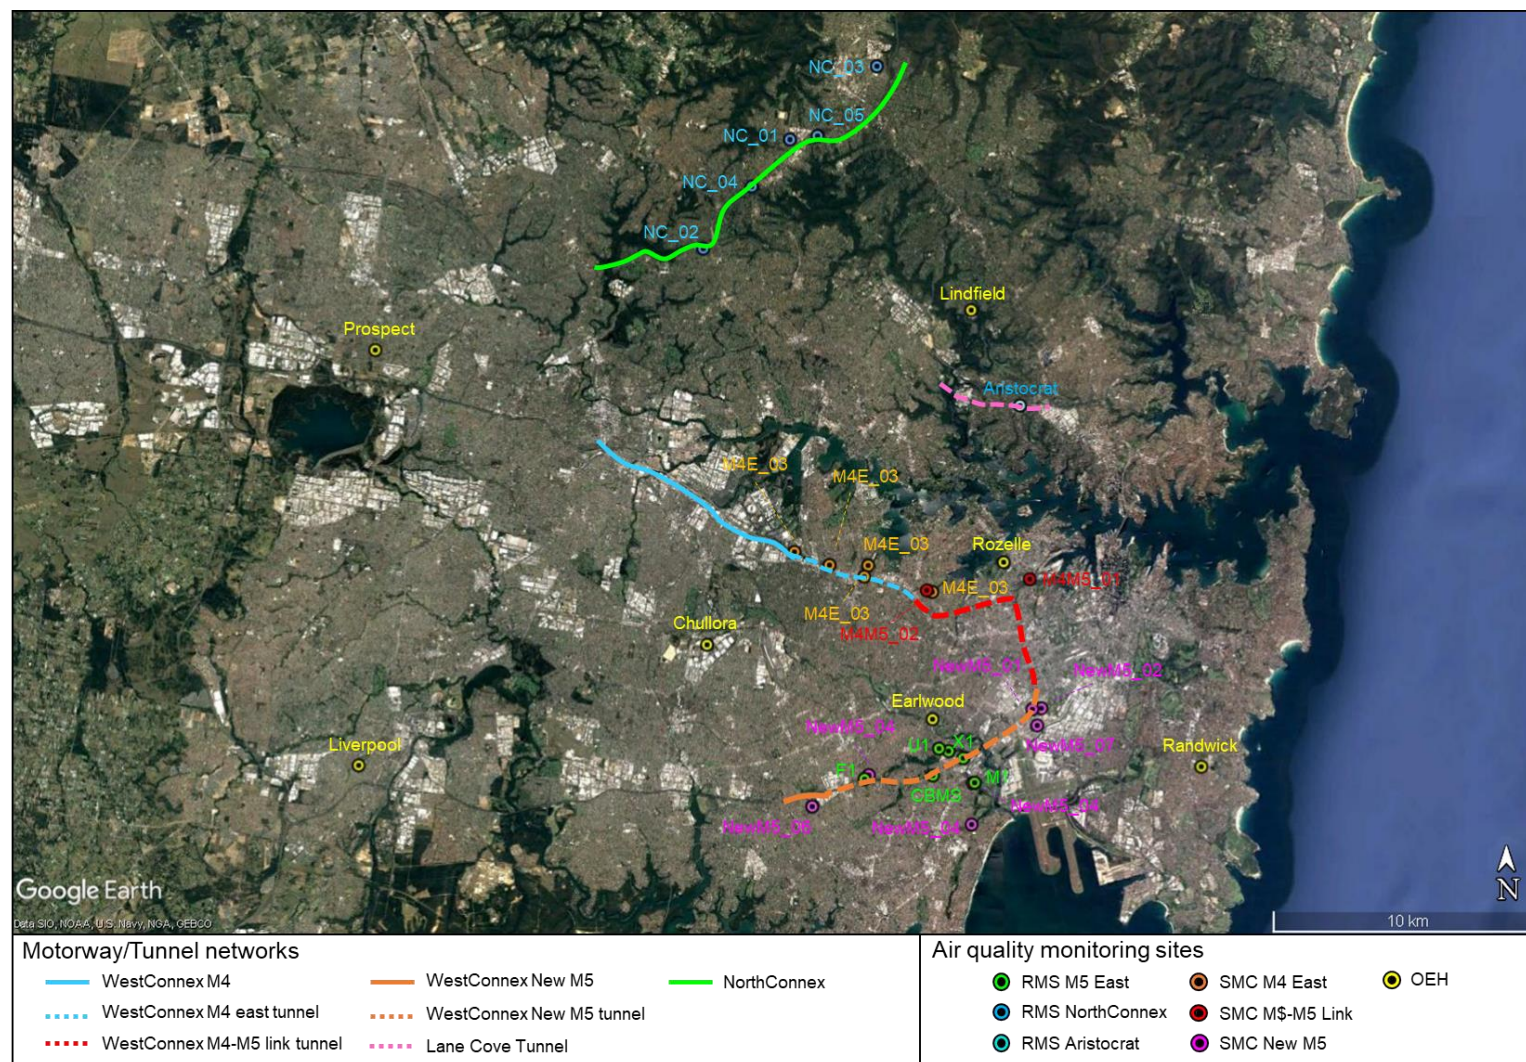 NC_03
NC_05
NC_01
NC_04
NC_02
Lindfield
Prospect
Aristocrat
M4E_03
M4E_03
M4E_03
Rozelle
M4M5_01
M4E_03
M4E_03
Chullora
M4M5_02
NewM5_01
NewM5_02
Earlwood
NewM5_04
U1
X1
NewM5_07
Liverpool
Randwick
F1
M1
CBMS
NewM5_04
NewM5_06
NewM5_04
Google Earth
Data SIO, NOAA, U.S. Navy, NGA, GEBCO
N
10 km
Motorway/Tunnel networks
WestConnex M4
WestConnex New M5
NorthConnex
WestConnex M4 east tunnel
WestConnex New M5 tunnel
WestConnex M4-M5 link tunnel
Lane Cove Tunnel
Air quality monitoring sites
RMS M5 East
SMC M4 East
OEH
RMS NorthConnex
SMC M$-M5 Link
RMS Aristocrat
SMC New M5